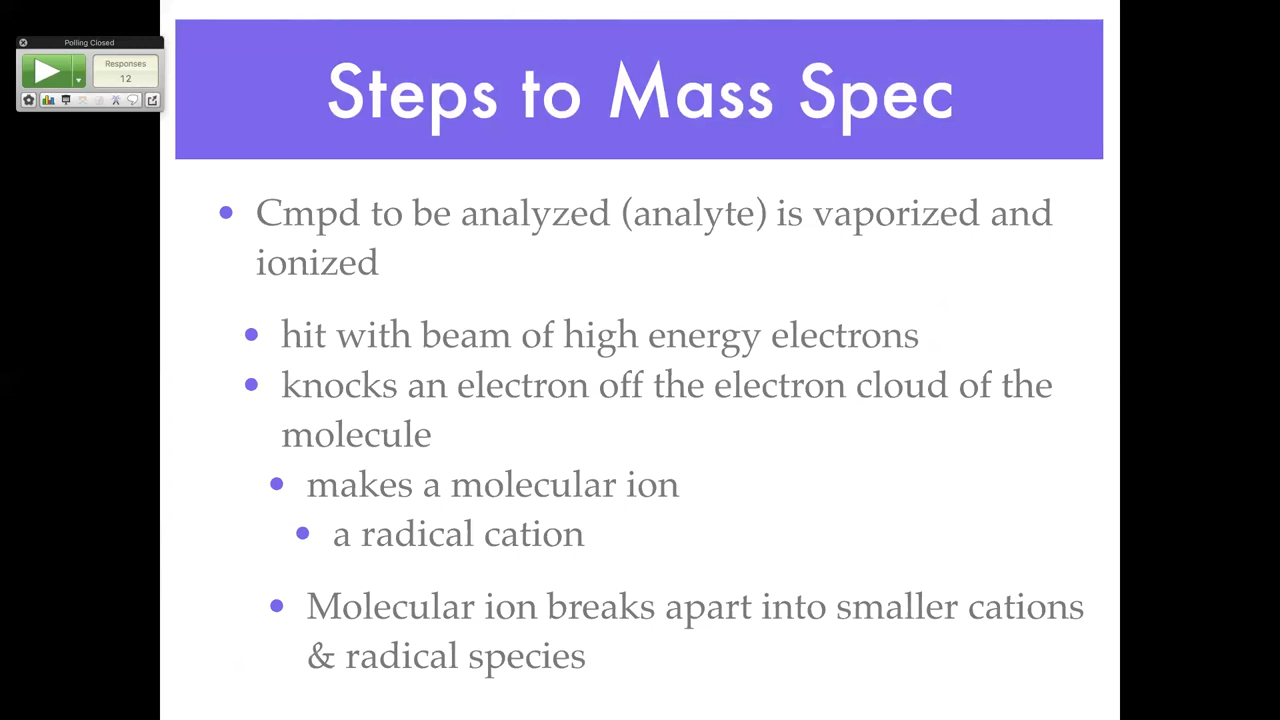 Polling Closed
Responses
12
Steps to Mass Spec
• Cmpd to be analyzed (analyte) is vaporized and
ionized
• hit with beam of high energy electrons
• knocks an electron off the electron cloud of the
molecule
• makes a molecular ion
• a radical cation
• Molecular ion breaks apart into smaller cations
& radical species